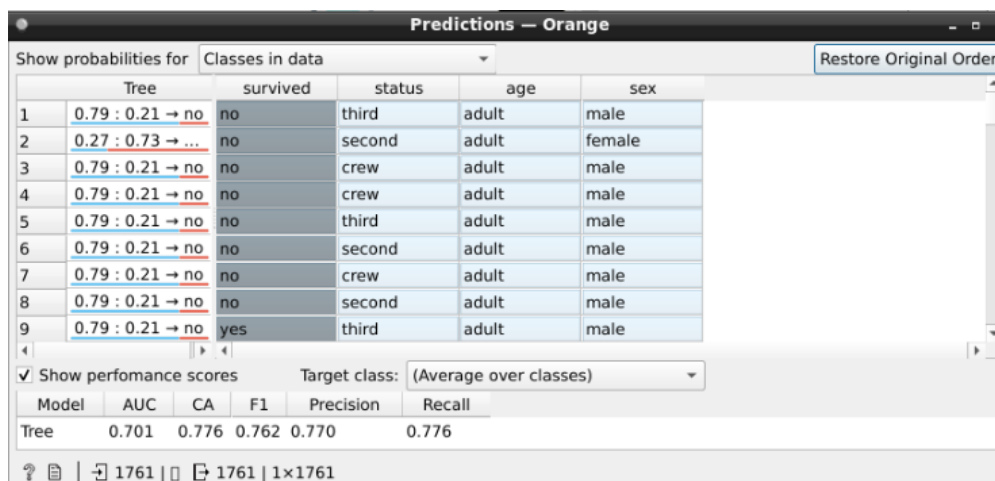 Predictions — Orange
Show probabilities for Classes in data Restore Original Order
Tree survived status age sex
1 0.79 : 0.21 → no no third adult male
2 0.27 : 0.73 → ... no second adult female
3 0.79 : 0.21 → no no crew adult male
4 0.79 : 0.21 → no no crew adult male
5 0.79 : 0.21 → no no third adult male
6 0.79 : 0.21 → no no second adult male
7 0.79 : 0.21 → no no crew adult male
8 0.79 : 0.21 → no no second adult male
9 0.79 : 0.21 → no yes third adult male
Show perfomance scores Target class: (Average over classes)
Model AUC CA F1 Precision Recall
Tree 0.701 0.776 0.762 0.770 0.776
? 1761 | 1761 | 1×1761